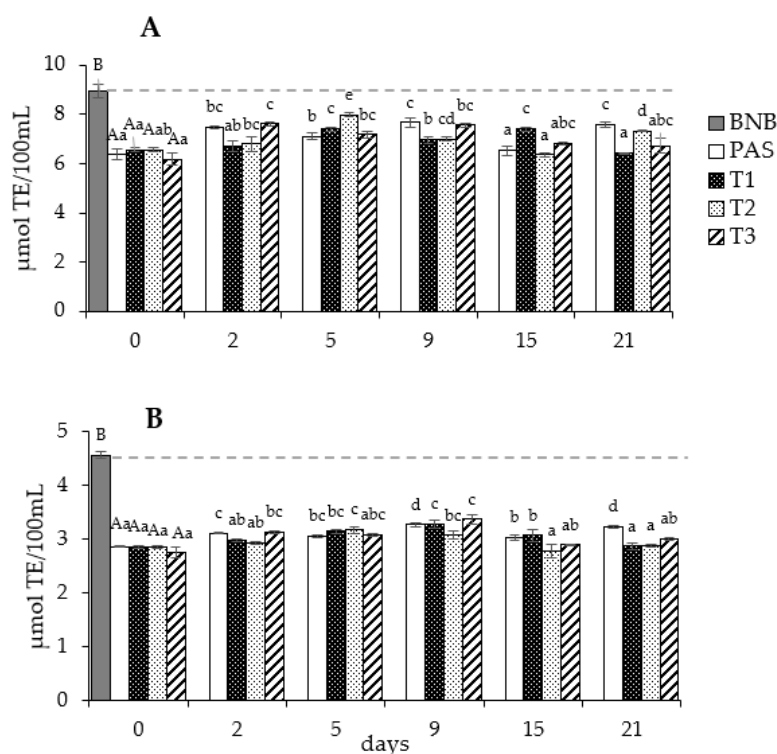 A
10
8
6
4
2
0
µmol TE/100mL
B
Aa Aa Aab Aa
bc ab bc c
b c e bc
c b cd bc
a c a abc
c a d abc
0 2 5 9 15 21
BNB
PAS
T1
T2
T3
B
5
4
3
2
1
0
µmol TE/100mL
B
Aa Aa Aa Aa
c ab ab bc
bc bc c abc
d c bc c
b b a ab
d a a ab
0 2 5 9 15 21
days